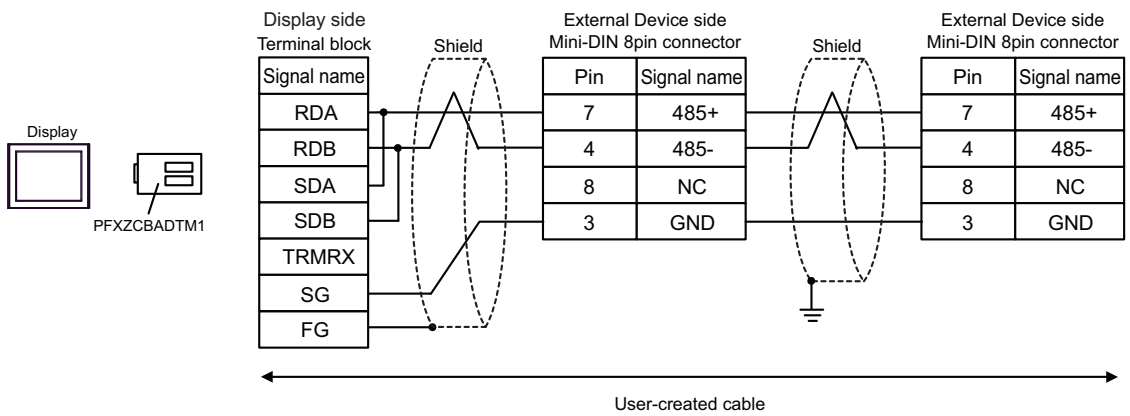 Display side
Terminal block
External Device side
Mini-DIN 8pin connector
External Device side
Mini-DIN 8pin connector
Shield
Shield
Signal name
Pin Signal name
Pin Signal name
RDA
7 485+
7 485+
RDB
4 485-
4 485-
SDA
8 NC
8 NC
SDB
3 GND
3 GND
TRMRX
SG
FG
Display
PFXZCBADTM1
User-created cable